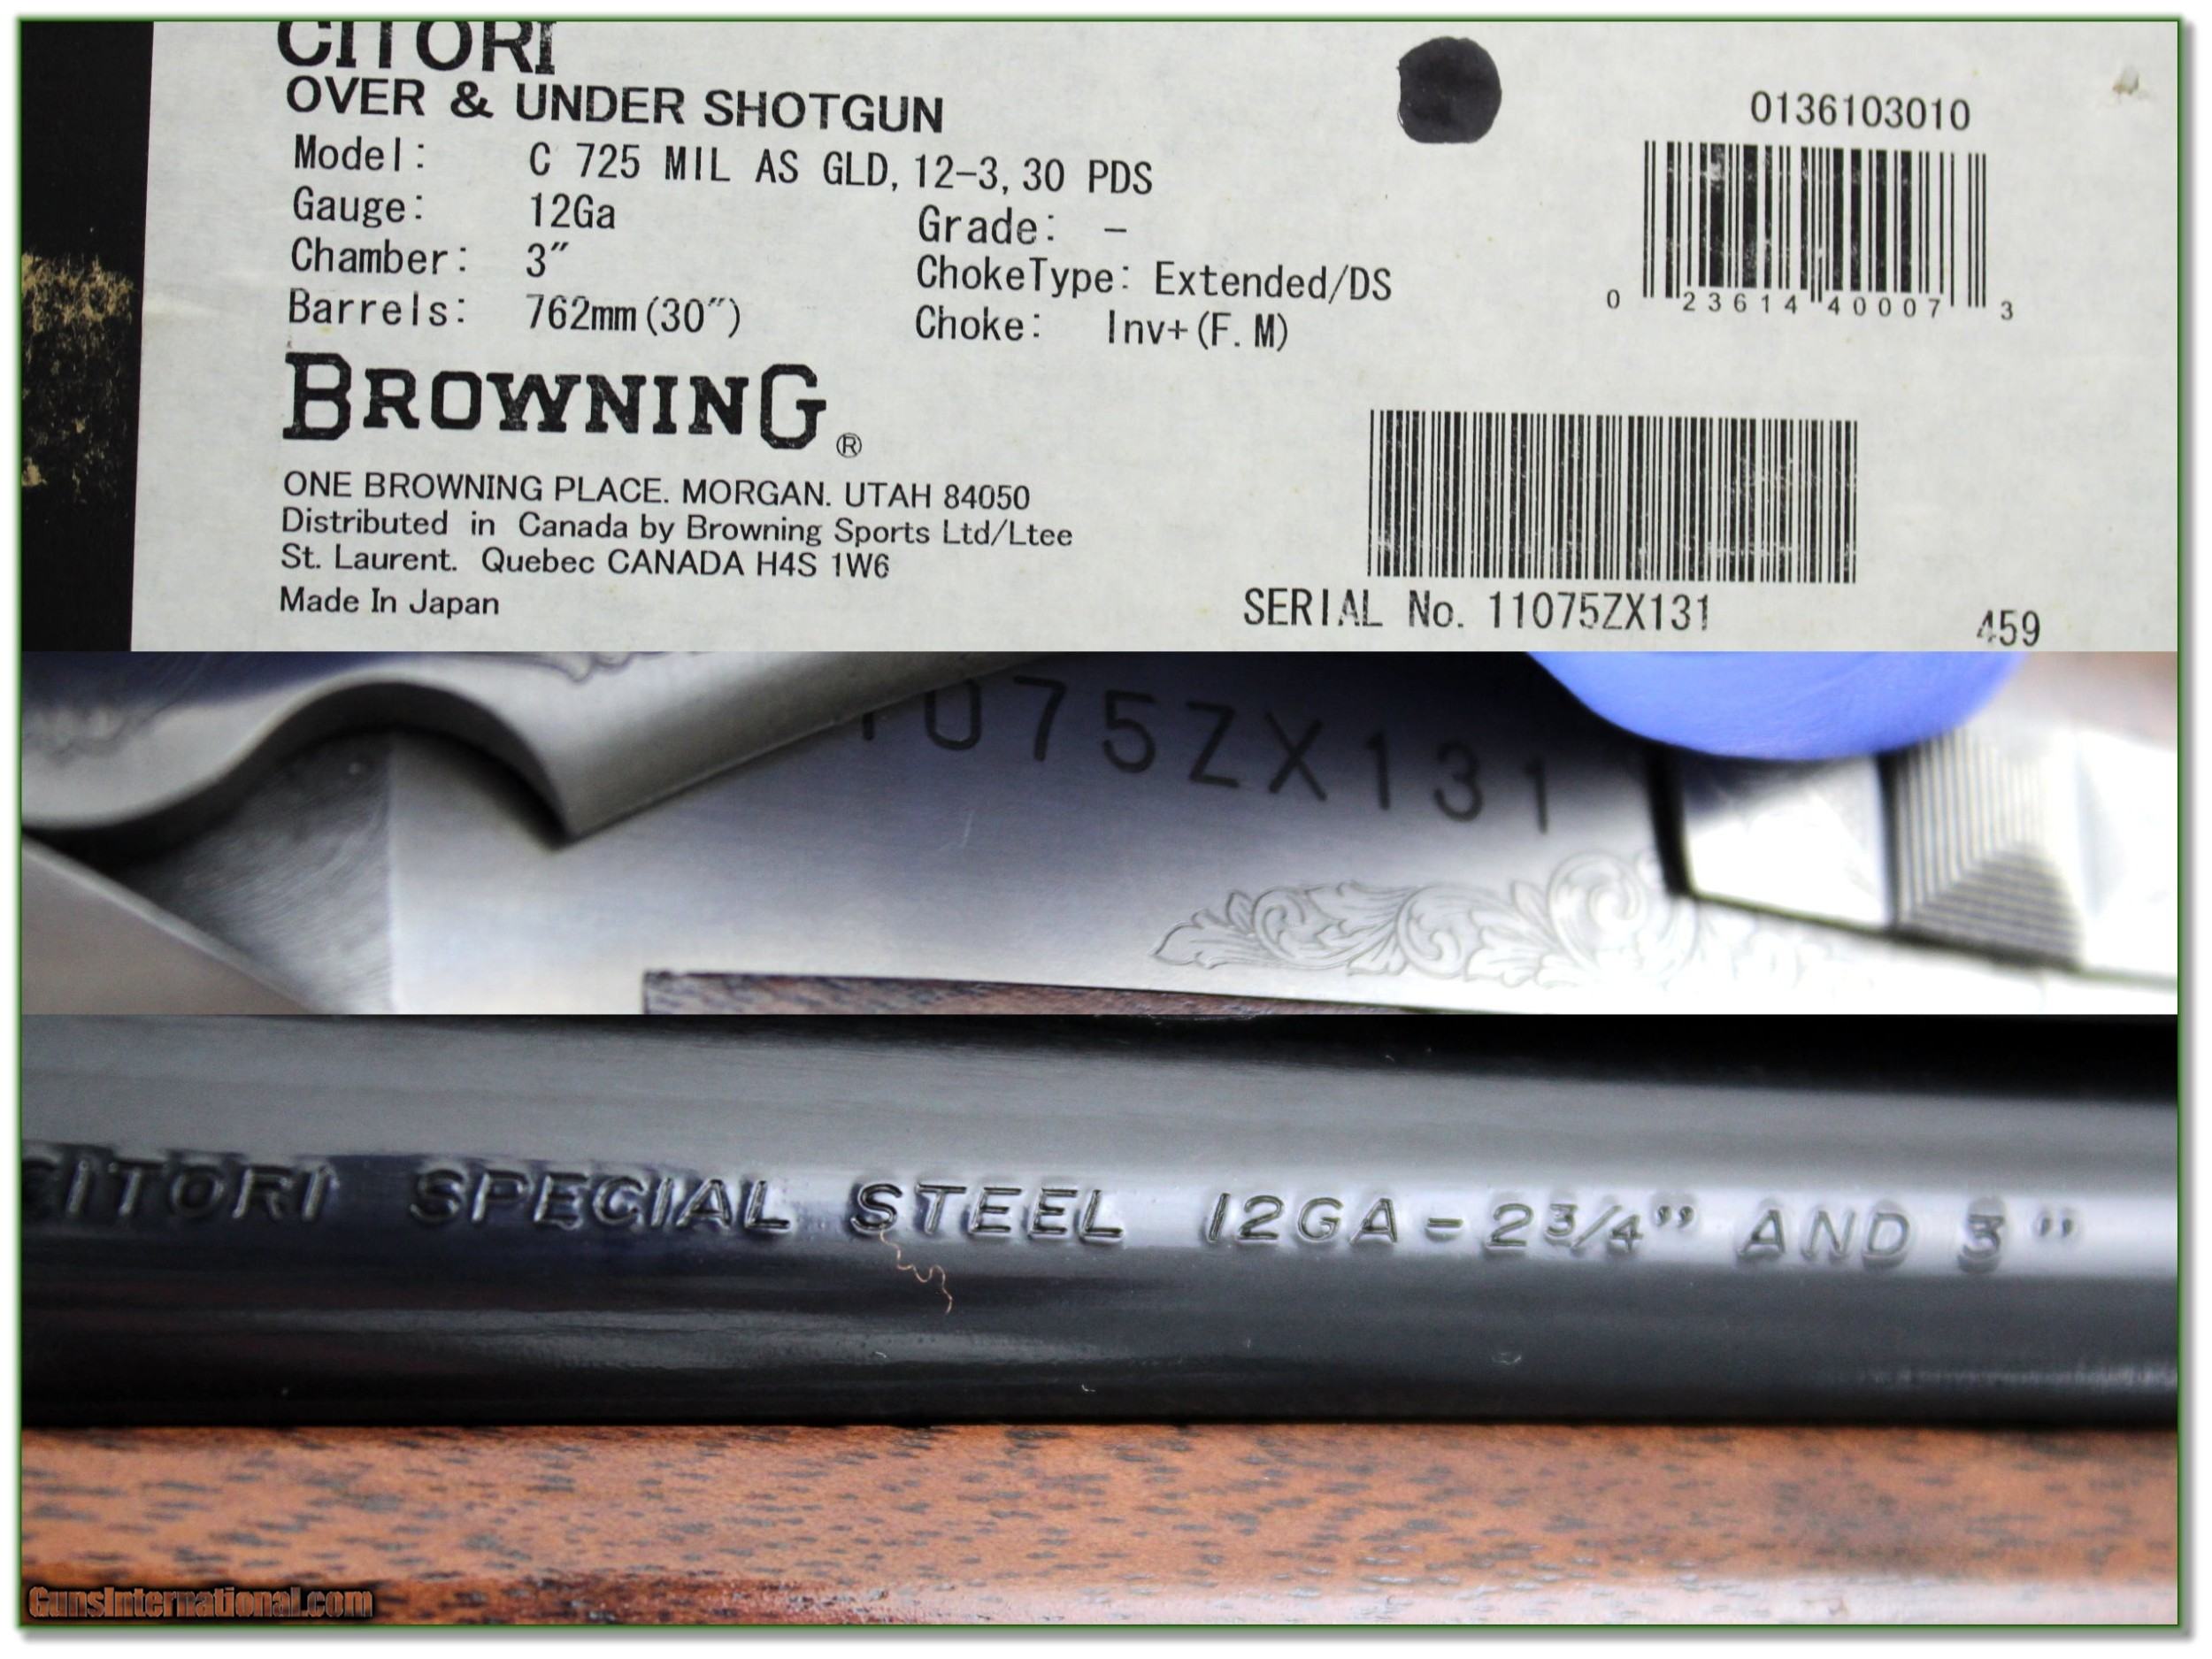 CITORI
OVER & UNDER SHOTGUN
Model: C 725 MIL AS GLD, 12-3, 30 PDS
Gauge: 12Ga
Grade: -
Chamber: 3"
ChokeType: Extended/DS
Barrels: 762mm(30")
Choke: Inv+(F.M)
BROWNING®
ONE BROWNING PLACE. MORGAN. UTAH 84050
Distributed in Canada by Browning Sports Ltd/Ltee
St. Laurent. Quebec CANADA H4S 1W6
Made In Japan
0136103010
0 23614 40007 3
SERIAL No. 11075ZX131
459
1075ZX131
CITORI SPECIAL STEEL 12GA = 2 3/4" AND 3"
GunsInternational.com